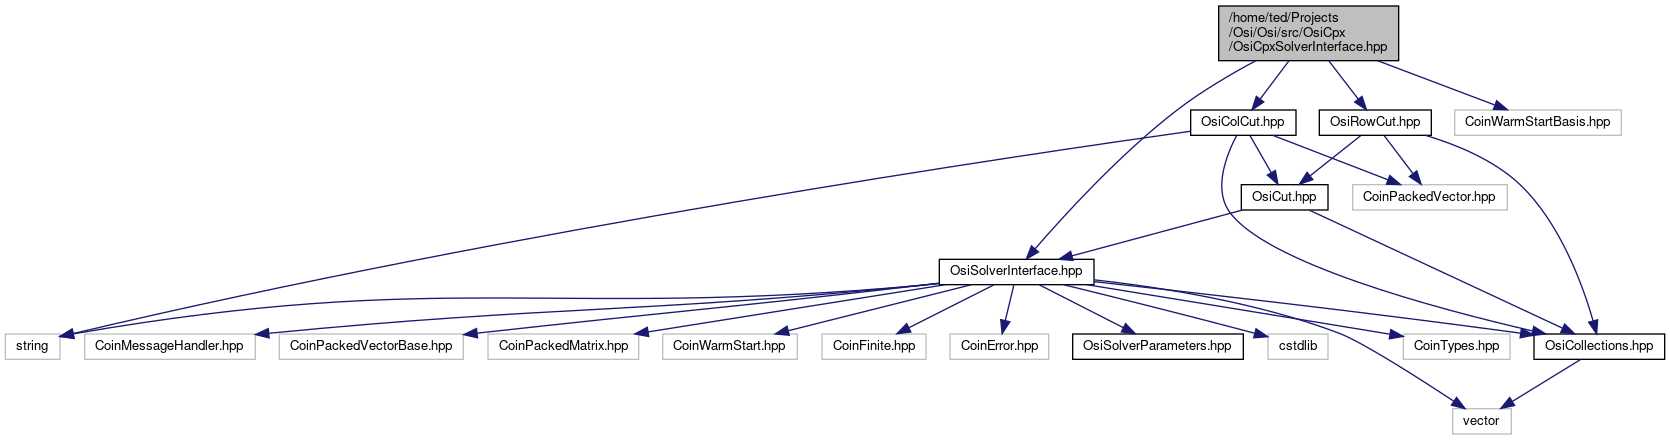 /home/ted/Projects
/Osi/Osi/src/OsiCpx
/OsiCpxSolverInterface.hpp
OsiColCut.hpp
OsiRowCut.hpp
CoinWarmStartBasis.hpp
OsiCut.hpp
CoinPackedVector.hpp
OsiSolverInterface.hpp
string
CoinMessageHandler.hpp
CoinPackedVectorBase.hpp
CoinPackedMatrix.hpp
CoinWarmStart.hpp
CoinFinite.hpp
CoinError.hpp
OsiSolverParameters.hpp
cstdlib
CoinTypes.hpp
OsiCollections.hpp
vector